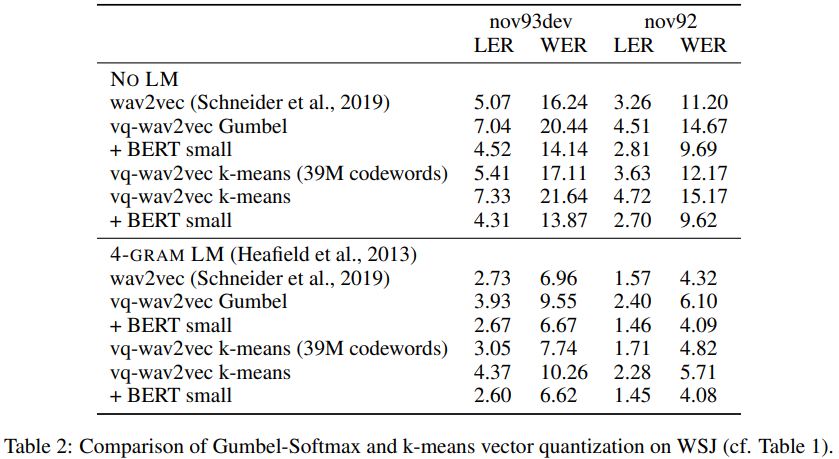 nov93dev nov92
LER WER LER WER
NO LM
wav2vec (Schneider et al., 2019) 5.07 16.24 3.26 11.20
vq-wav2vec Gumbel 7.04 20.44 4.51 14.67
+ BERT small 4.52 14.14 2.81 9.69
vq-wav2vec k-means (39M codewords) 5.41 17.11 3.63 12.17
vq-wav2vec k-means 7.33 21.64 4.72 15.17
+ BERT small 4.31 13.87 2.70 9.62
4-GRAM LM (Heafield et al., 2013)
wav2vec (Schneider et al., 2019) 2.73 6.96 1.57 4.32
vq-wav2vec Gumbel 3.93 9.55 2.40 6.10
+ BERT small 2.67 6.67 1.46 4.09
vq-wav2vec k-means (39M codewords) 3.05 7.74 1.71 4.82
vq-wav2vec k-means 4.37 10.26 2.28 5.71
+ BERT small 2.60 6.62 1.45 4.08
Table 2: Comparison of Gumbel-Softmax and k-means vector quantization on WSJ (cf. Table 1).